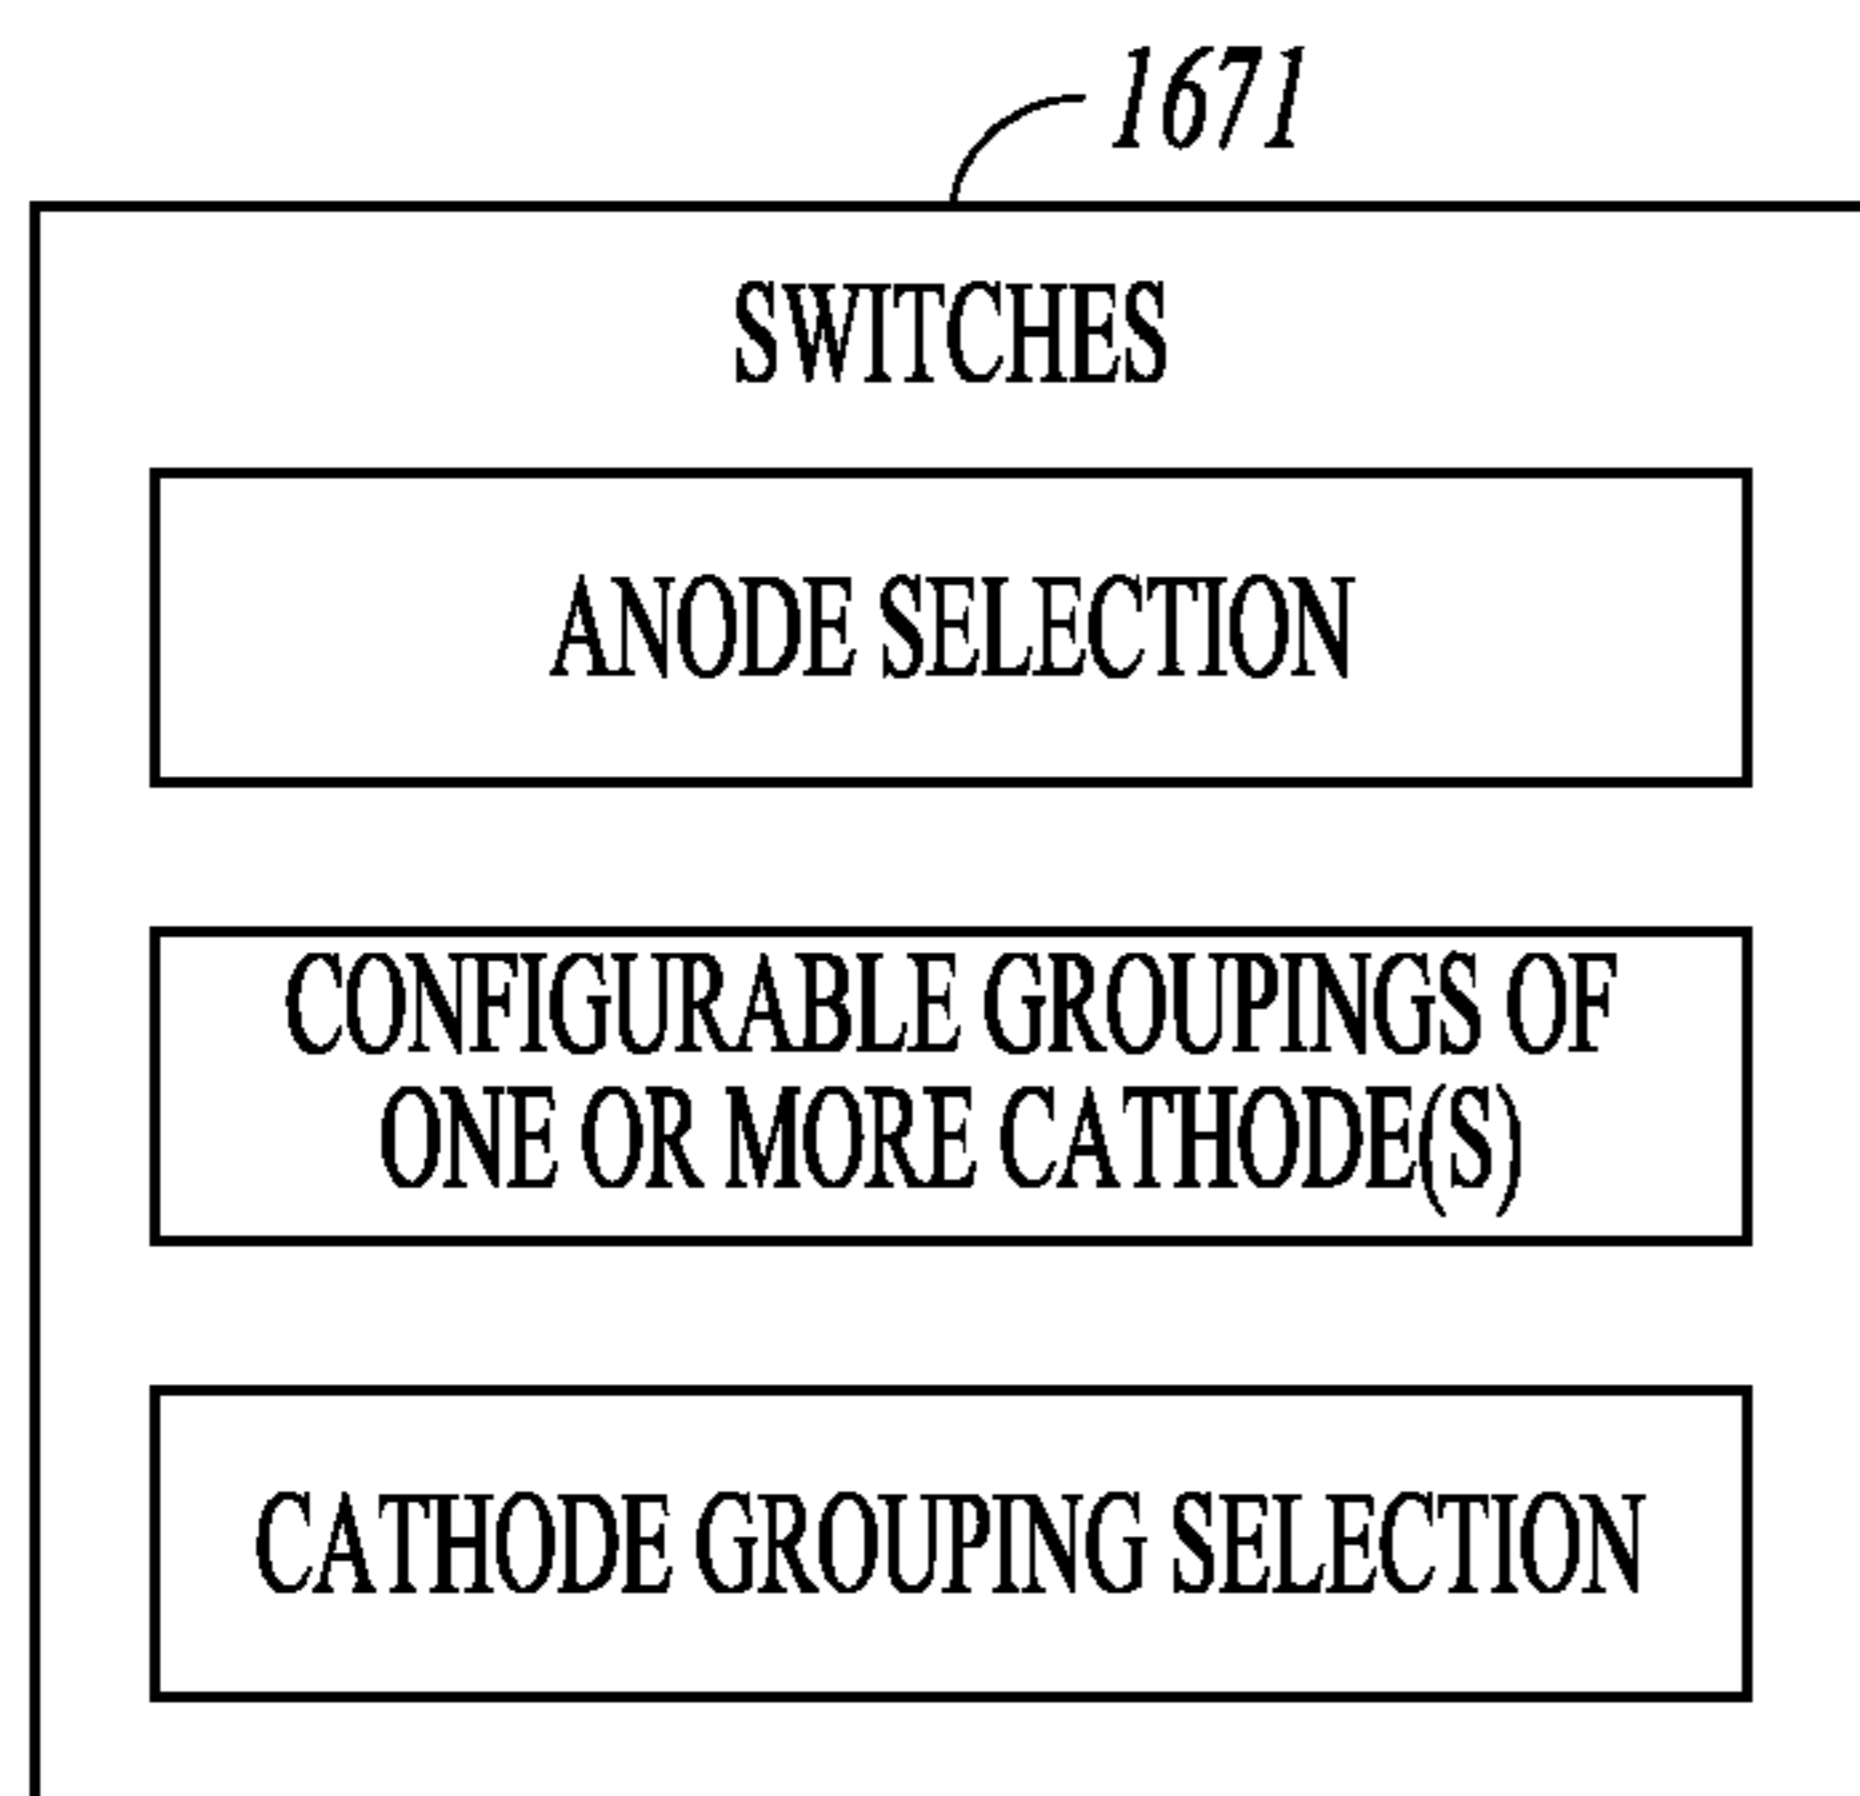 1671
SWITCHES
ANODE SELECTION
CONFIGURABLE GROUPINGS OF
ONE OR MORE CATHODE(S)
CATHODE GROUPING SELECTION